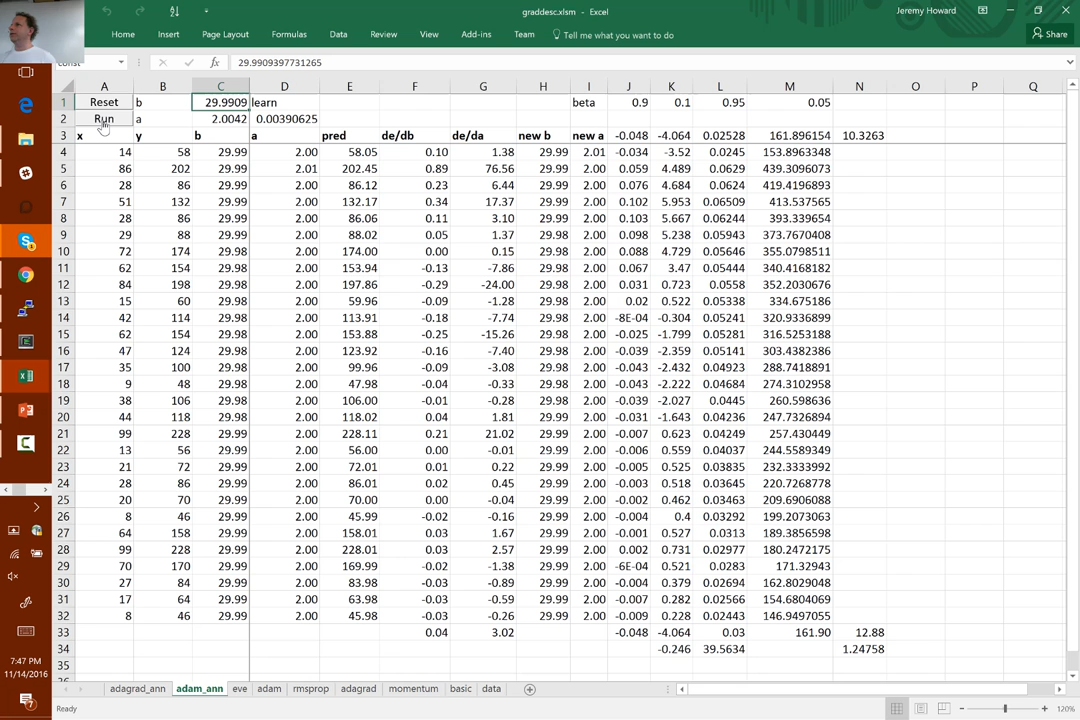 graddesc.xlsm - Excel
Jeremy Howard
Home Insert Page Layout Formulas Data Review View Add-ins Team Tell me what you want to do Share
fx 29.9909397731265
A B C D E F G H I J K L M N O P Q
1 Reset b 29.9909 learn beta 0.9 0.1 0.95 0.05
2 Run a 2.0042 0.00390625
3 x y b a pred de/db de/da new b new a -0.048 -4.064 0.02528 161.896154 10.3263
4 14 58 29.99 2.00 58.05 0.10 1.38 29.99 2.01 -0.034 -3.52 0.0245 153.8963348
5 86 202 29.99 2.01 202.45 0.89 76.56 29.99 2.00 0.059 4.489 0.0629 439.3096073
6 28 86 29.99 2.00 86.12 0.23 6.44 29.99 2.00 0.076 4.684 0.0624 419.4196893
7 51 132 29.99 2.00 132.17 0.34 17.37 29.99 2.00 0.102 5.953 0.06509 413.537565
8 28 86 29.99 2.00 86.06 0.11 3.10 29.99 2.00 0.103 5.667 0.06244 393.339654
9 29 88 29.99 2.00 88.02 0.05 1.37 29.98 2.00 0.098 5.238 0.05943 373.7670408
10 72 174 29.98 2.00 174.00 0.00 0.15 29.98 2.00 0.088 4.729 0.05646 355.0798511
11 62 154 29.98 2.00 153.94 -0.13 -7.86 29.98 2.00 0.067 3.47 0.05444 340.4168182
12 84 198 29.98 2.00 197.86 -0.29 -24.00 29.98 2.00 0.031 0.723 0.0558 352.2030676
13 15 60 29.98 2.00 59.96 -0.09 -1.28 29.98 2.00 0.02 0.522 0.05338 334.675186
14 42 114 29.98 2.00 113.91 -0.18 -7.74 29.98 2.00 -8E-04 -0.304 0.05241 320.9336899
15 62 154 29.98 2.00 153.88 -0.25 -15.26 29.98 2.00 -0.025 -1.799 0.05281 316.5253188
16 47 124 29.98 2.00 123.92 -0.16 -7.40 29.98 2.00 -0.039 -2.359 0.05141 303.4382386
17 35 100 29.98 2.00 99.96 -0.09 -3.08 29.98 2.00 -0.043 -2.432 0.04923 288.7418891
18 9 48 29.98 2.00 47.98 -0.04 -0.33 29.98 2.00 -0.043 -2.222 0.04684 274.3102958
19 38 106 29.98 2.00 106.00 -0.01 -0.28 29.98 2.00 -0.039 -2.027 0.0445 260.598636
20 44 118 29.98 2.00 118.02 0.04 1.81 29.99 2.00 -0.031 -1.643 0.04236 247.7326894
21 99 228 29.99 2.00 228.11 0.21 21.02 29.99 2.00 -0.007 0.623 0.04229 257.430449
22 13 56 29.99 2.00 56.00 0.00 -0.01 29.99 2.00 -0.006 0.559 0.04037 244.5589349
23 21 72 29.99 2.00 72.01 0.01 0.22 29.99 2.00 -0.005 0.525 0.03835 232.3333992
24 28 86 29.99 2.00 86.01 0.02 0.45 29.99 2.00 -0.003 0.518 0.03645 220.7268778
25 20 70 29.99 2.00 70.00 0.00 -0.04 29.99 2.00 -0.002 0.462 0.03463 209.6906088
26 8 46 29.99 2.00 45.99 -0.02 -0.16 29.99 2.00 -0.004 0.4 0.03292 199.2073063
27 64 158 29.99 2.00 158.01 0.03 1.67 29.99 2.00 -0.001 0.527 0.0313 189.3856598
28 99 228 29.99 2.00 228.01 0.03 2.57 29.99 2.00 0.002 0.731 0.02977 180.2472175
29 70 170 29.99 2.00 169.99 -0.02 -1.38 29.99 2.00 -6E-04 0.521 0.0283 171.32943
30 27 84 29.99 2.00 83.98 -0.03 -0.89 29.99 2.00 -0.004 0.379 0.02694 162.8029048
31 17 64 29.99 2.00 63.98 -0.03 -0.59 29.99 2.00 -0.007 0.282 0.02566 154.6804069
32 8 46 29.99 2.00 45.98 -0.03 -0.26 29.99 2.00 -0.009 0.228 0.02443 146.9497055
33 0.04 3.02 -0.048 -4.064 0.03 161.90 12.88
34 -0.246 39.5634 1.24758
35
adagrad_ann adam_ann eve adam rmsprop adagrad momentum basic data
Ready 120%
7:47 PM
11/14/2016